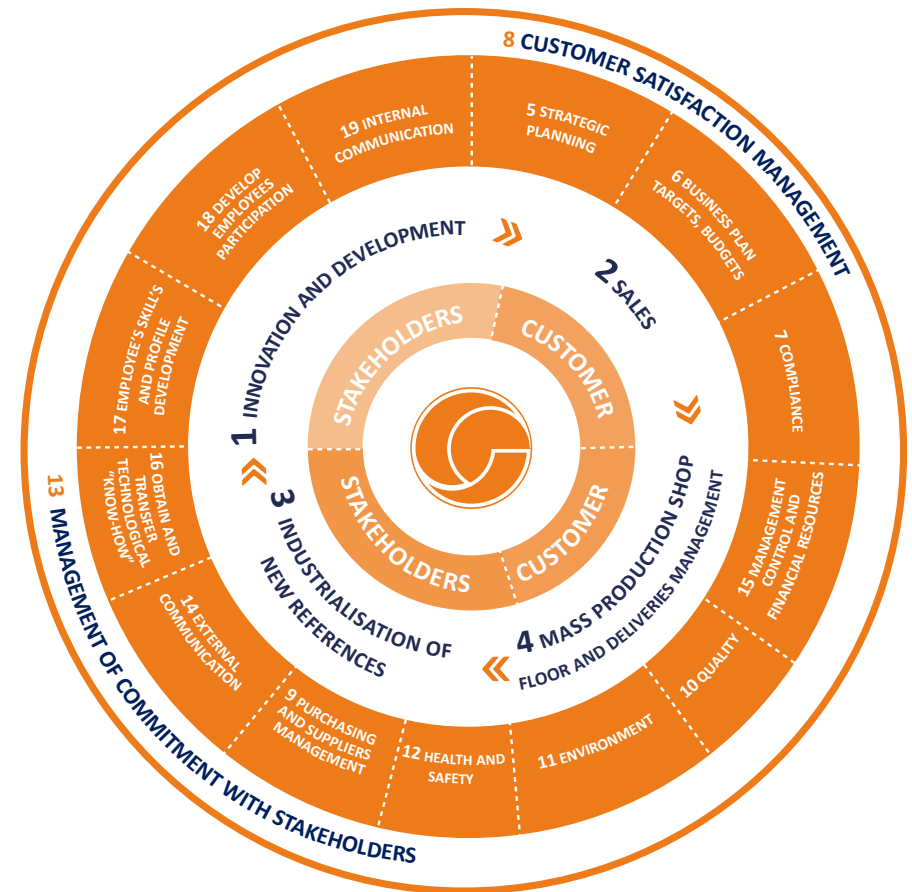 8 CUSTOMER SATISFACTION MANAGEMENT
5 STRATEGIC
PLANNING
6 BUSINESS PLAN
TARGETS, BUDGETS
7 COMPLIANCE
15 MANAGEMENT
CONTROL AND
FINANCIAL RESOURCES
10 QUALITY
11 ENVIRONMENT
12 HEALTH AND
SAFETY
9 PURCHASING
AND SUPPLIERS
MANAGEMENT
14 EXTERNAL
COMMUNICATION
16 OBTAIN AND
TRANSFER
TECHNOLOGICAL
"KNOW-HOW"
17 EMPLOYEE'S SKILL'S
AND PROFILE
DEVELOPMENT
18 DEVELOP
EMPLOYEES
PARTICIPATION
19 INTERNAL
COMMUNICATION
13 MANAGEMENT OF COMMITMENT WITH STAKEHOLDERS
1 INNOVATION AND DEVELOPMENT
2 SALES
4 MASS PRODUCTION SHOP
FLOOR AND DELIVERIES MANAGEMENT
3 INDUSTRIALISATION OF
NEW REFERENCES
STAKEHOLDERS
CUSTOMER
STAKEHOLDERS
CUSTOMER